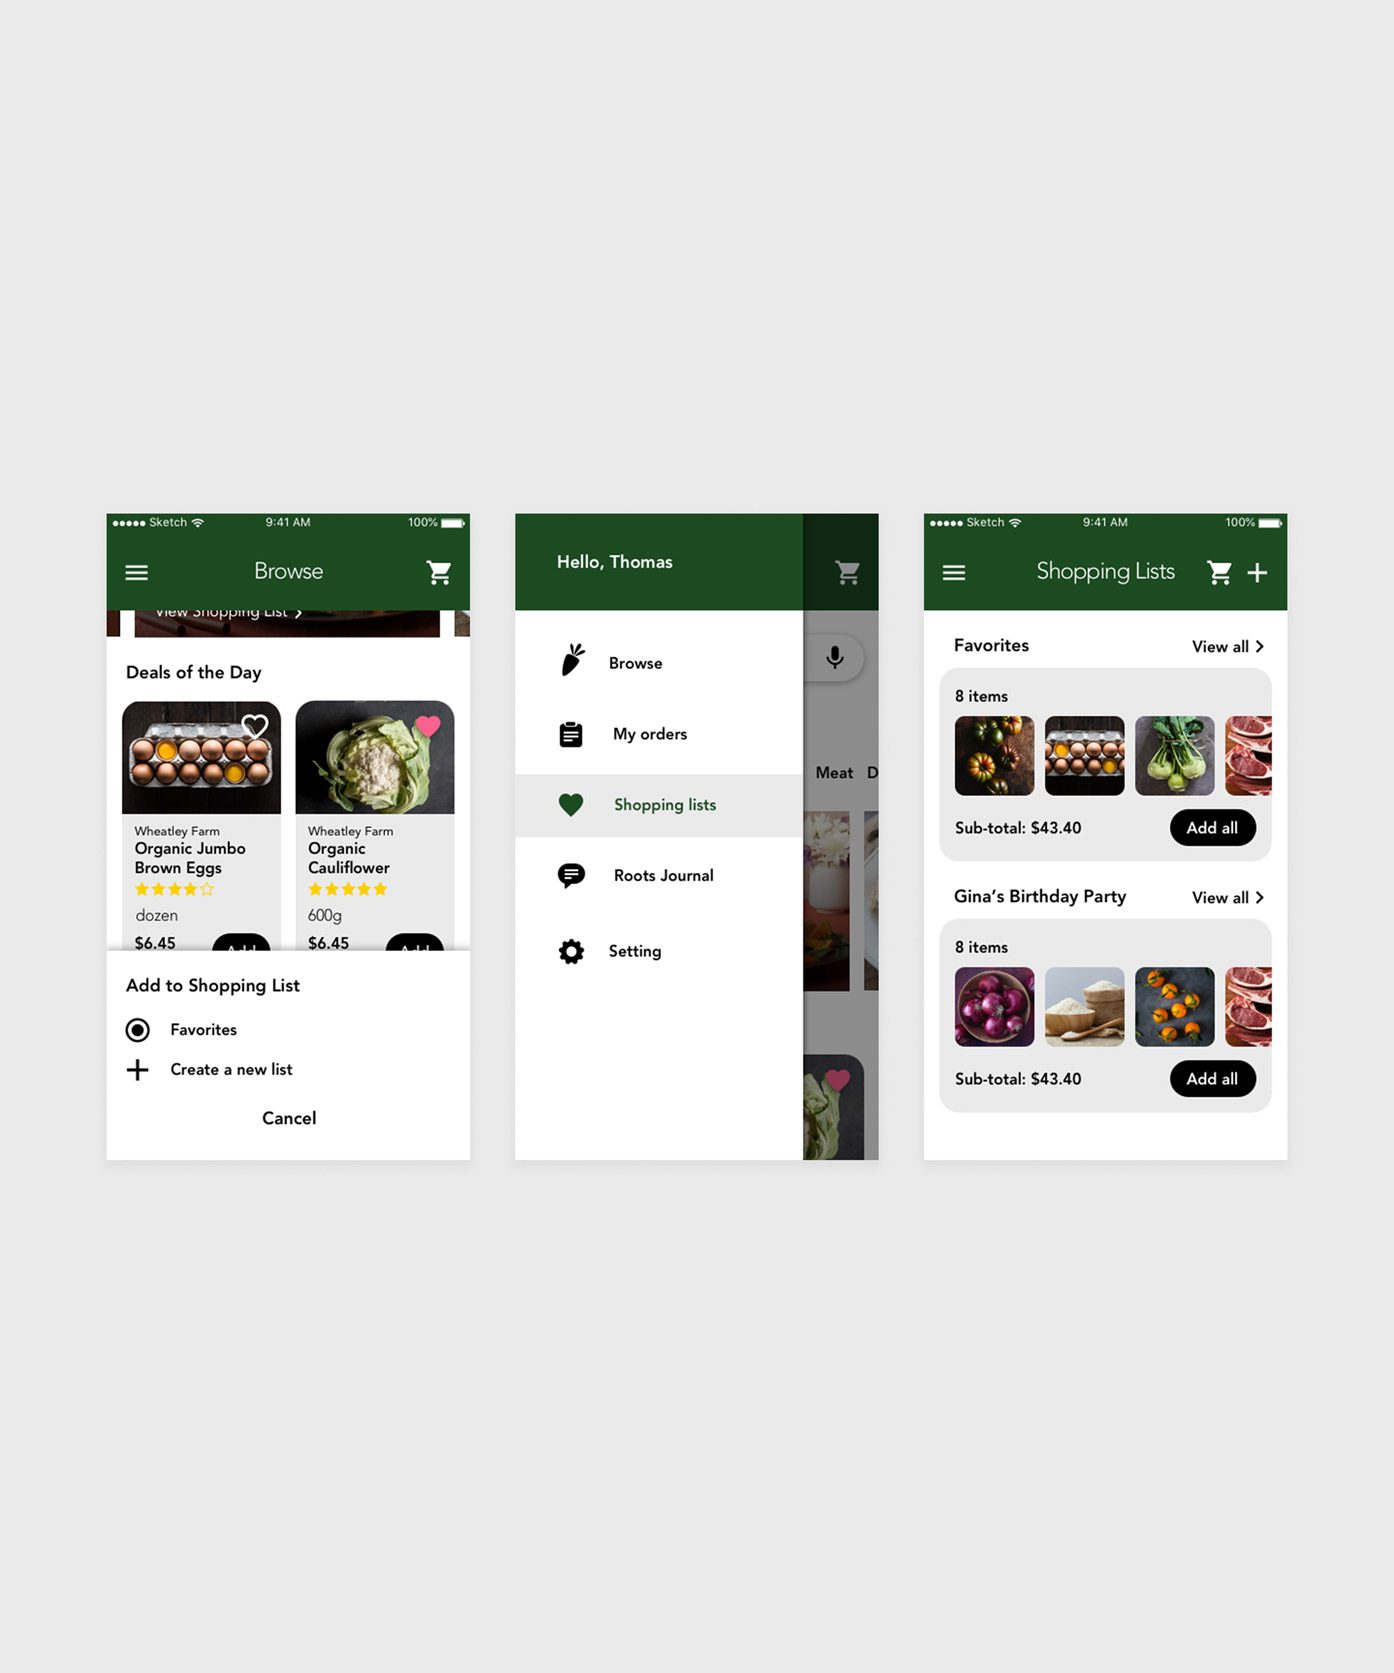 Sketch 9:41 AM 100%
Browse
View Shopping List
Deals of the Day
Wheatley Farm
Organic Jumbo
Brown Eggs
dozen
$6.45
Add
Wheatley Farm
Organic
Cauliflower
600g
$6.45
Add
Add to Shopping List
Favorites
Create a new list
Cancel
Hello, Thomas
Browse
My orders
Shopping lists
Roots Journal
Setting
Meat D
Sketch 9:41 AM 100%
Shopping Lists
Favorites View all
8 items
Sub-total: $43.40 Add all
Gina's Birthday Party View all
8 items
Sub-total: $43.40 Add all